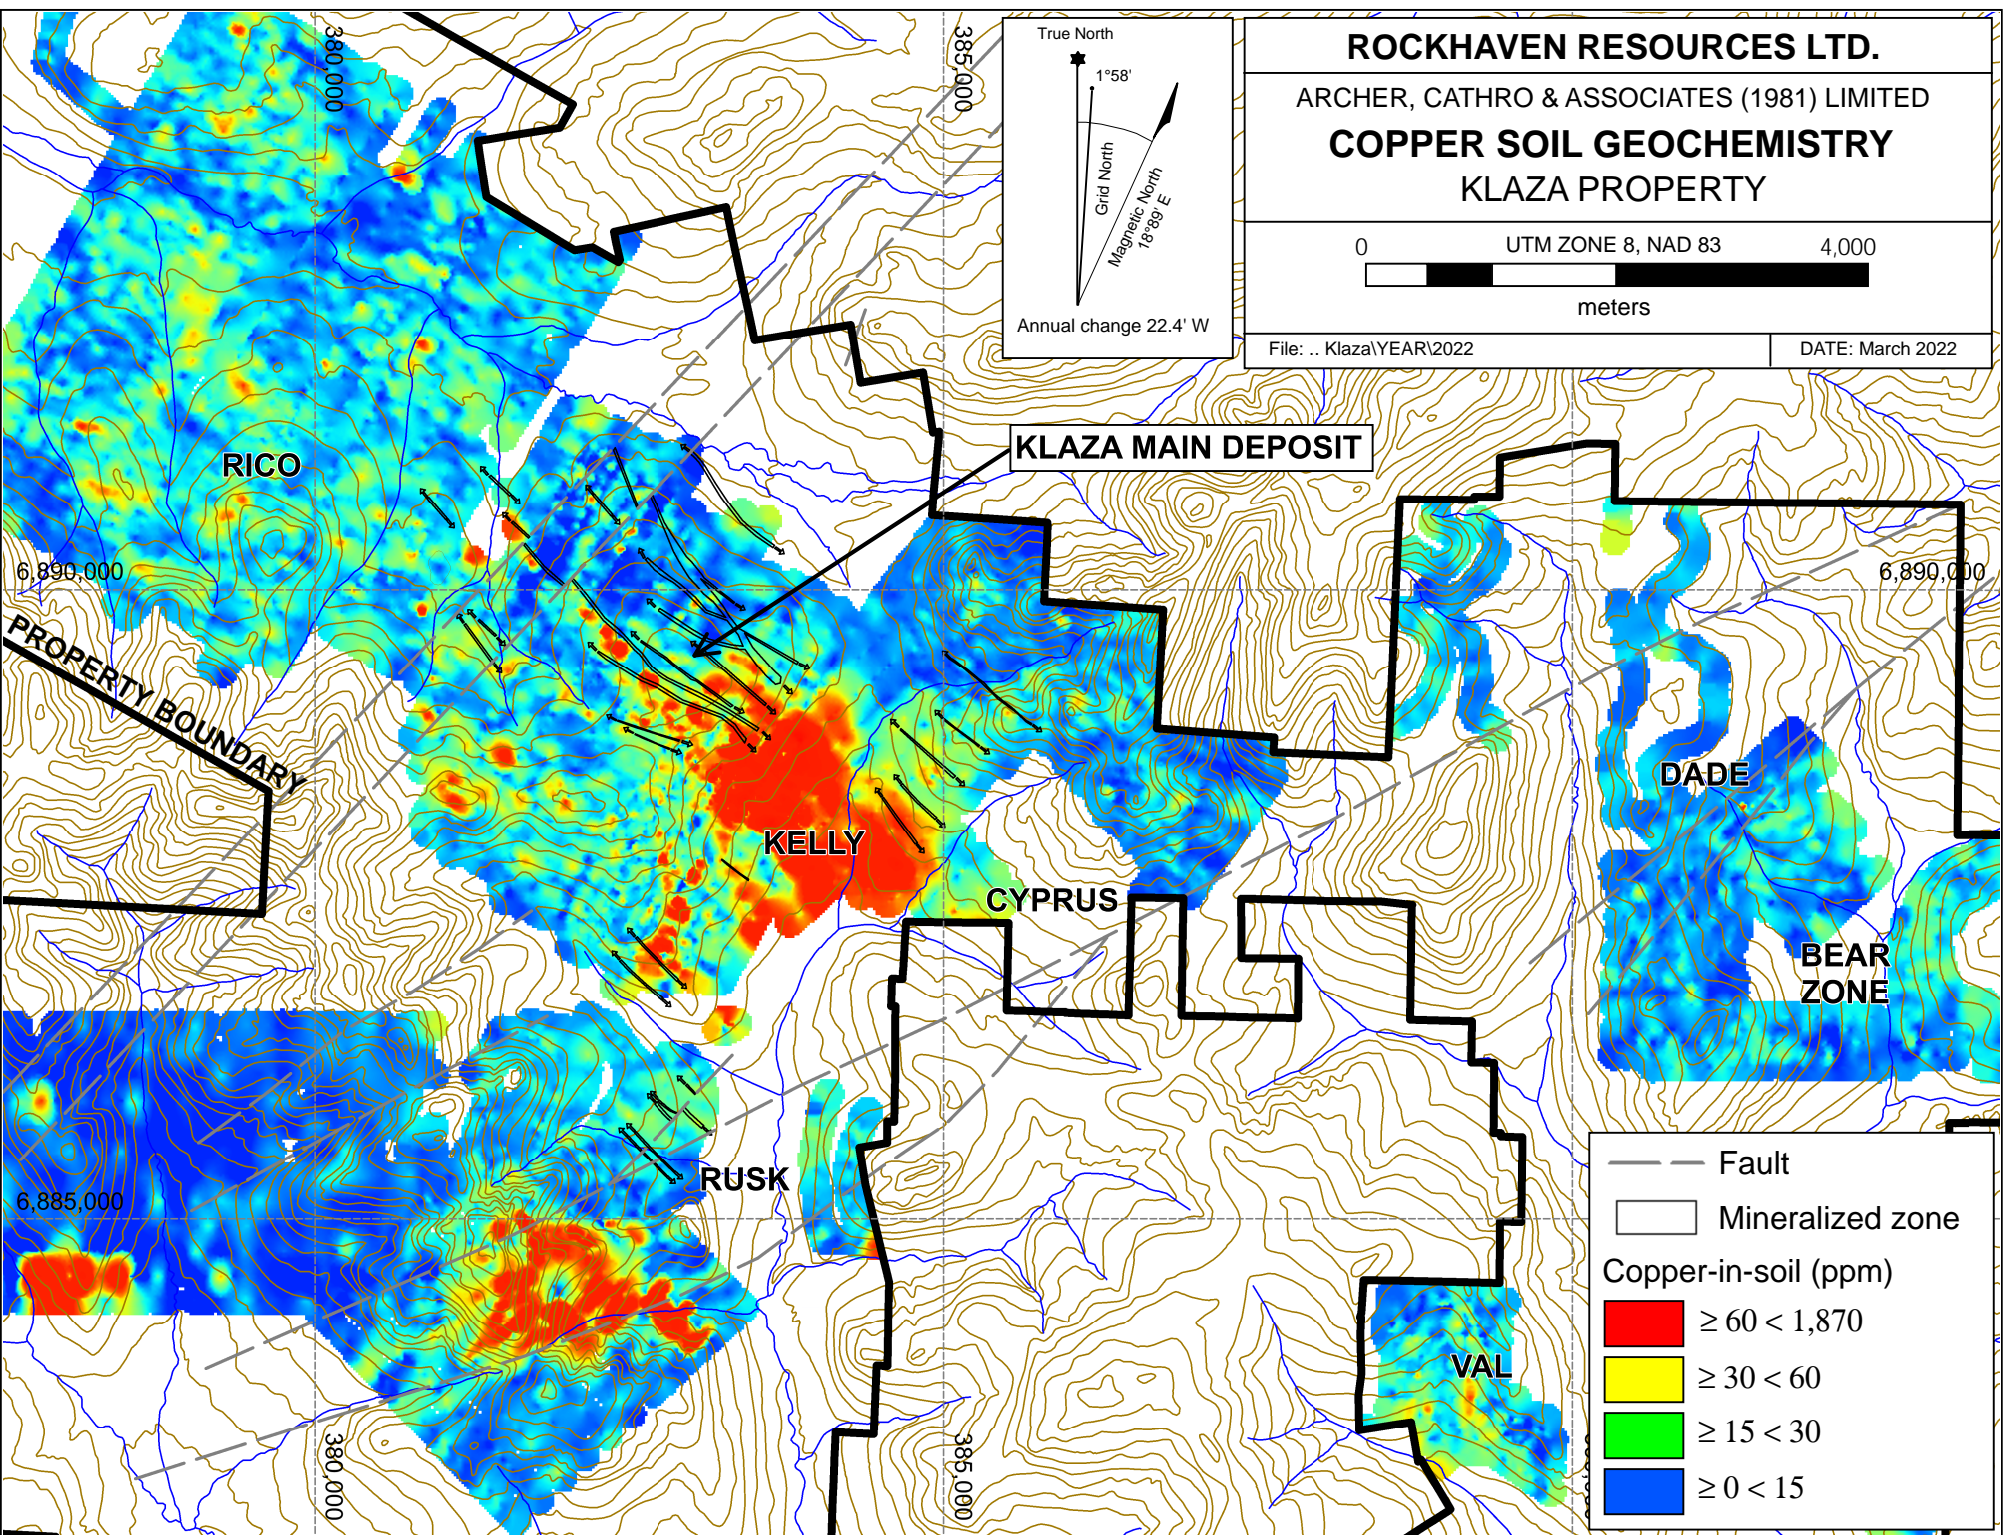 380,000
385,000
True North
1°58'
Grid North
Magnetic North
18°89' E
Annual change 22.4' W
ROCKHAVEN RESOURCES LTD.
ARCHER, CATHRO & ASSOCIATES (1981) LIMITED
COPPER SOIL GEOCHEMISTRY
KLAZA PROPERTY
0 UTM ZONE 8, NAD 83 4,000
meters
File: .. Klaza\YEAR\2022 DATE: March 2022
KLAZA MAIN DEPOSIT
RICO
6,890,000
6,890,000
PROPERTY BOUNDARY
DADE
KELLY
CYPRUS
BEAR
ZONE
RUSK
6,885,000
VAL
380,000
385,000
Fault
Mineralized zone
Copper-in-soil (ppm)
≥ 60 < 1,870
≥ 30 < 60
≥ 15 < 30
≥ 0 < 15